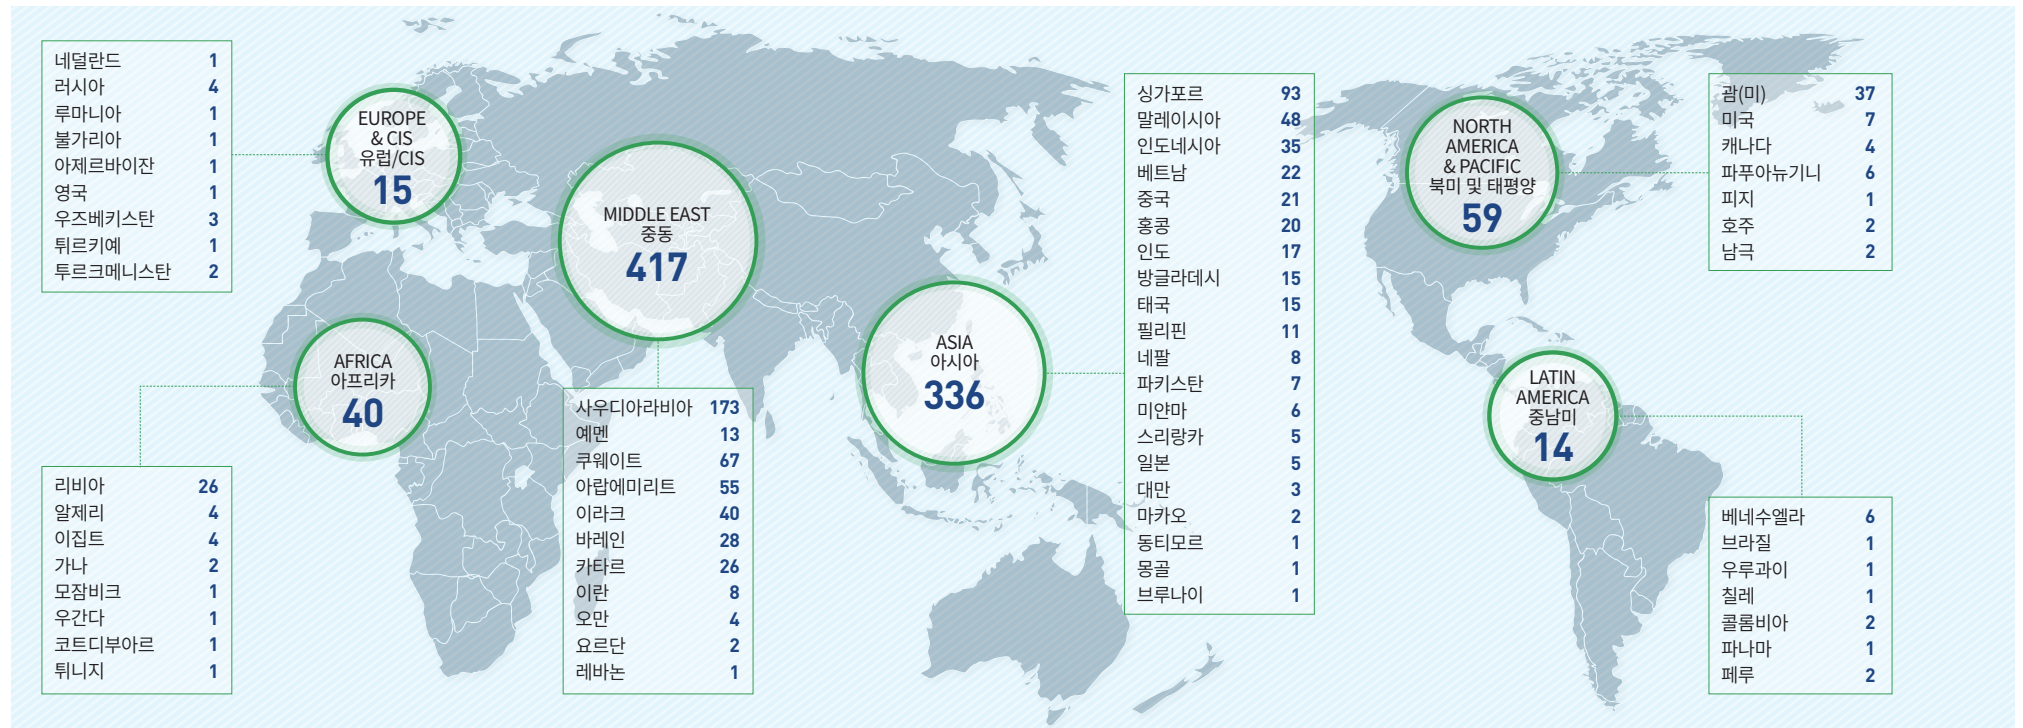 네덜란드 1
러시아 4
루마니아 1
불가리아 1
아제르바이잔 1
영국 1
우즈베키스탄 3
튀르키예 1
투르크메니스탄 2
EUROPE
& CIS
유럽/CIS
15
MIDDLE EAST
중동
417
AFRICA
아프리카
40
리비아 26
알제리 4
이집트 4
가나 2
모잠비크 1
우간다 1
코트디부아르 1
튀니지 1
사우디아라비아 173
예멘 13
쿠웨이트 67
아랍에미리트 55
이라크 40
바레인 28
카타르 26
이란 8
오만 4
요르단 2
레바논 1
ASIA
아시아
336
싱가포르 93
말레이시아 48
인도네시아 35
베트남 22
중국 21
홍콩 20
인도 17
방글라데시 15
태국 15
필리핀 11
네팔 8
파키스탄 7
미얀마 6
스리랑카 5
일본 5
대만 3
마카오 2
동티모르 1
몽골 1
브루나이 1
NORTH
AMERICA
& PACIFIC
북미 및 태평양
59
괌(미) 37
미국 7
캐나다 4
파푸아뉴기니 6
피지 1
호주 2
남극 2
LATIN
AMERICA
중남미
14
베네수엘라 6
브라질 1
우루과이 1
칠레 1
콜롬비아 2
파나마 1
페루 2